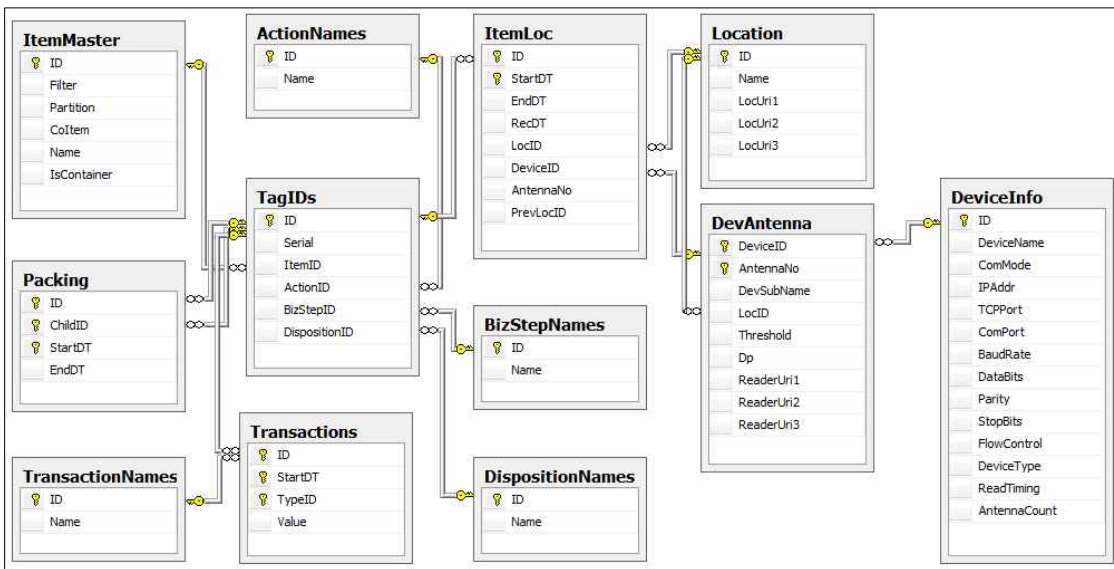 ItemMaster
ID
Filter
Partition
CoItem
Name
IsContainer
ActionNames
ID
Name
ItemLoc
ID
StartDT
EndDT
RecDT
LocID
DeviceID
AntennaNo
PrevLocID
Location
ID
Name
LocUri1
LocUri2
LocUri3
TagIDs
ID
Serial
ItemID
ActionID
BizStepID
DispositionID
DevAntenna
DeviceID
AntennaNo
DevSubName
LocID
Threshold
Dp
ReaderUri1
ReaderUri2
ReaderUri3
DeviceInfo
ID
DeviceName
ComMode
IPAddr
TCPPort
ComPort
BaudRate
DataBits
Parity
StopBits
FlowControl
DeviceType
ReadTiming
AntennaCount
Packing
ID
ChildID
StartDT
EndDT
BizStepNames
ID
Name
Transactions
ID
StartDT
TypeID
Value
TransactionNames
ID
Name
DispositionNames
ID
Name